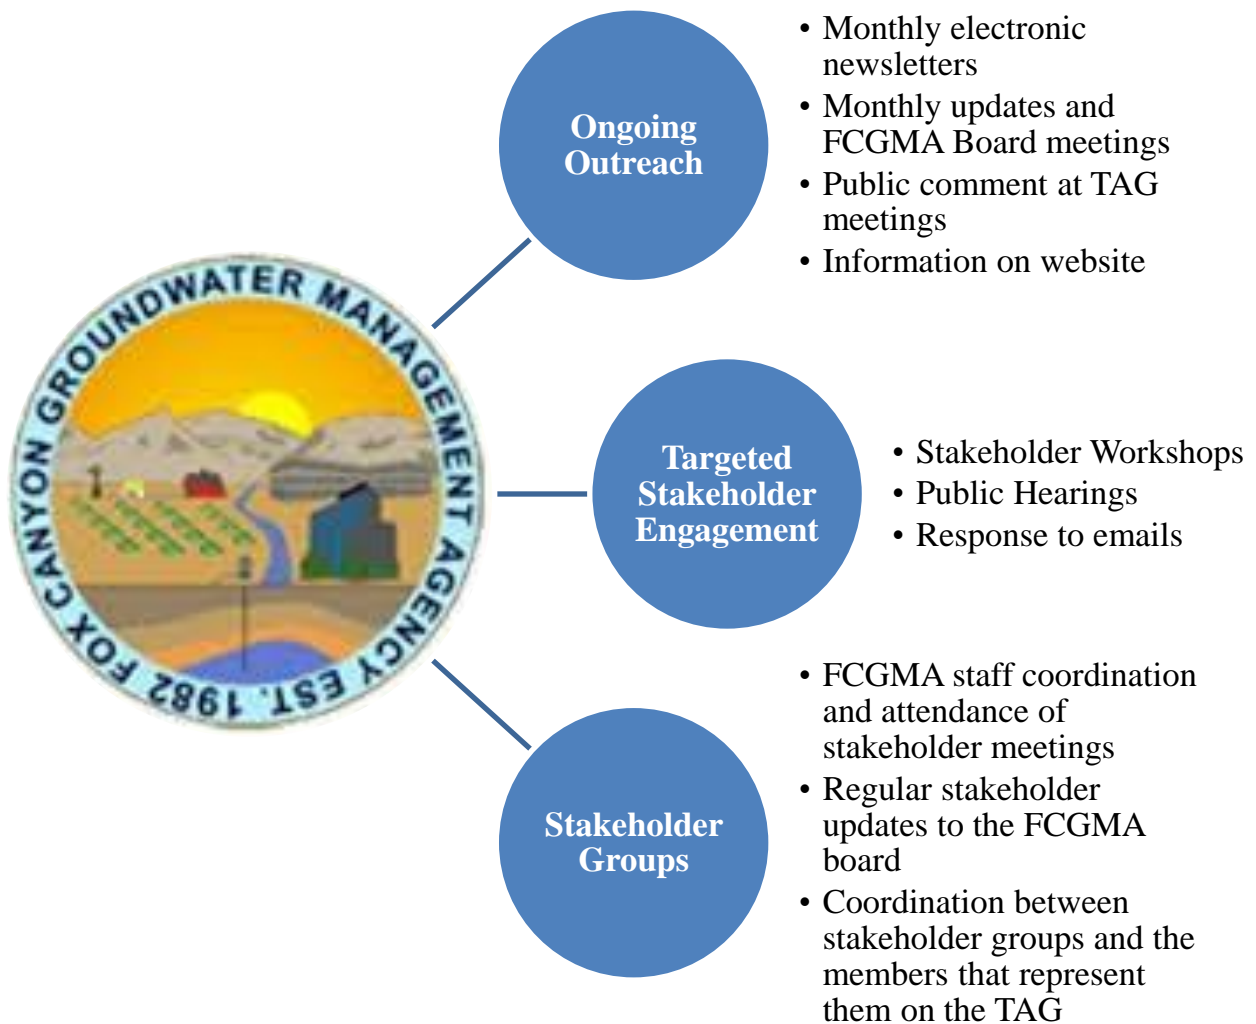 FOX CANYON GROUNDWATER MANAGEMENT AGENCY EST. 1982
Ongoing
Outreach
• Monthly electronic
newsletters
• Monthly updates and
FCGMA Board meetings
• Public comment at TAG
meetings
• Information on website
Targeted
Stakeholder
Engagement
• Stakeholder Workshops
• Public Hearings
• Response to emails
Stakeholder
Groups
• FCGMA staff coordination
and attendance of
stakeholder meetings
• Regular stakeholder
updates to the FCGMA
board
• Coordination between
stakeholder groups and the
members that represent
them on the TAG